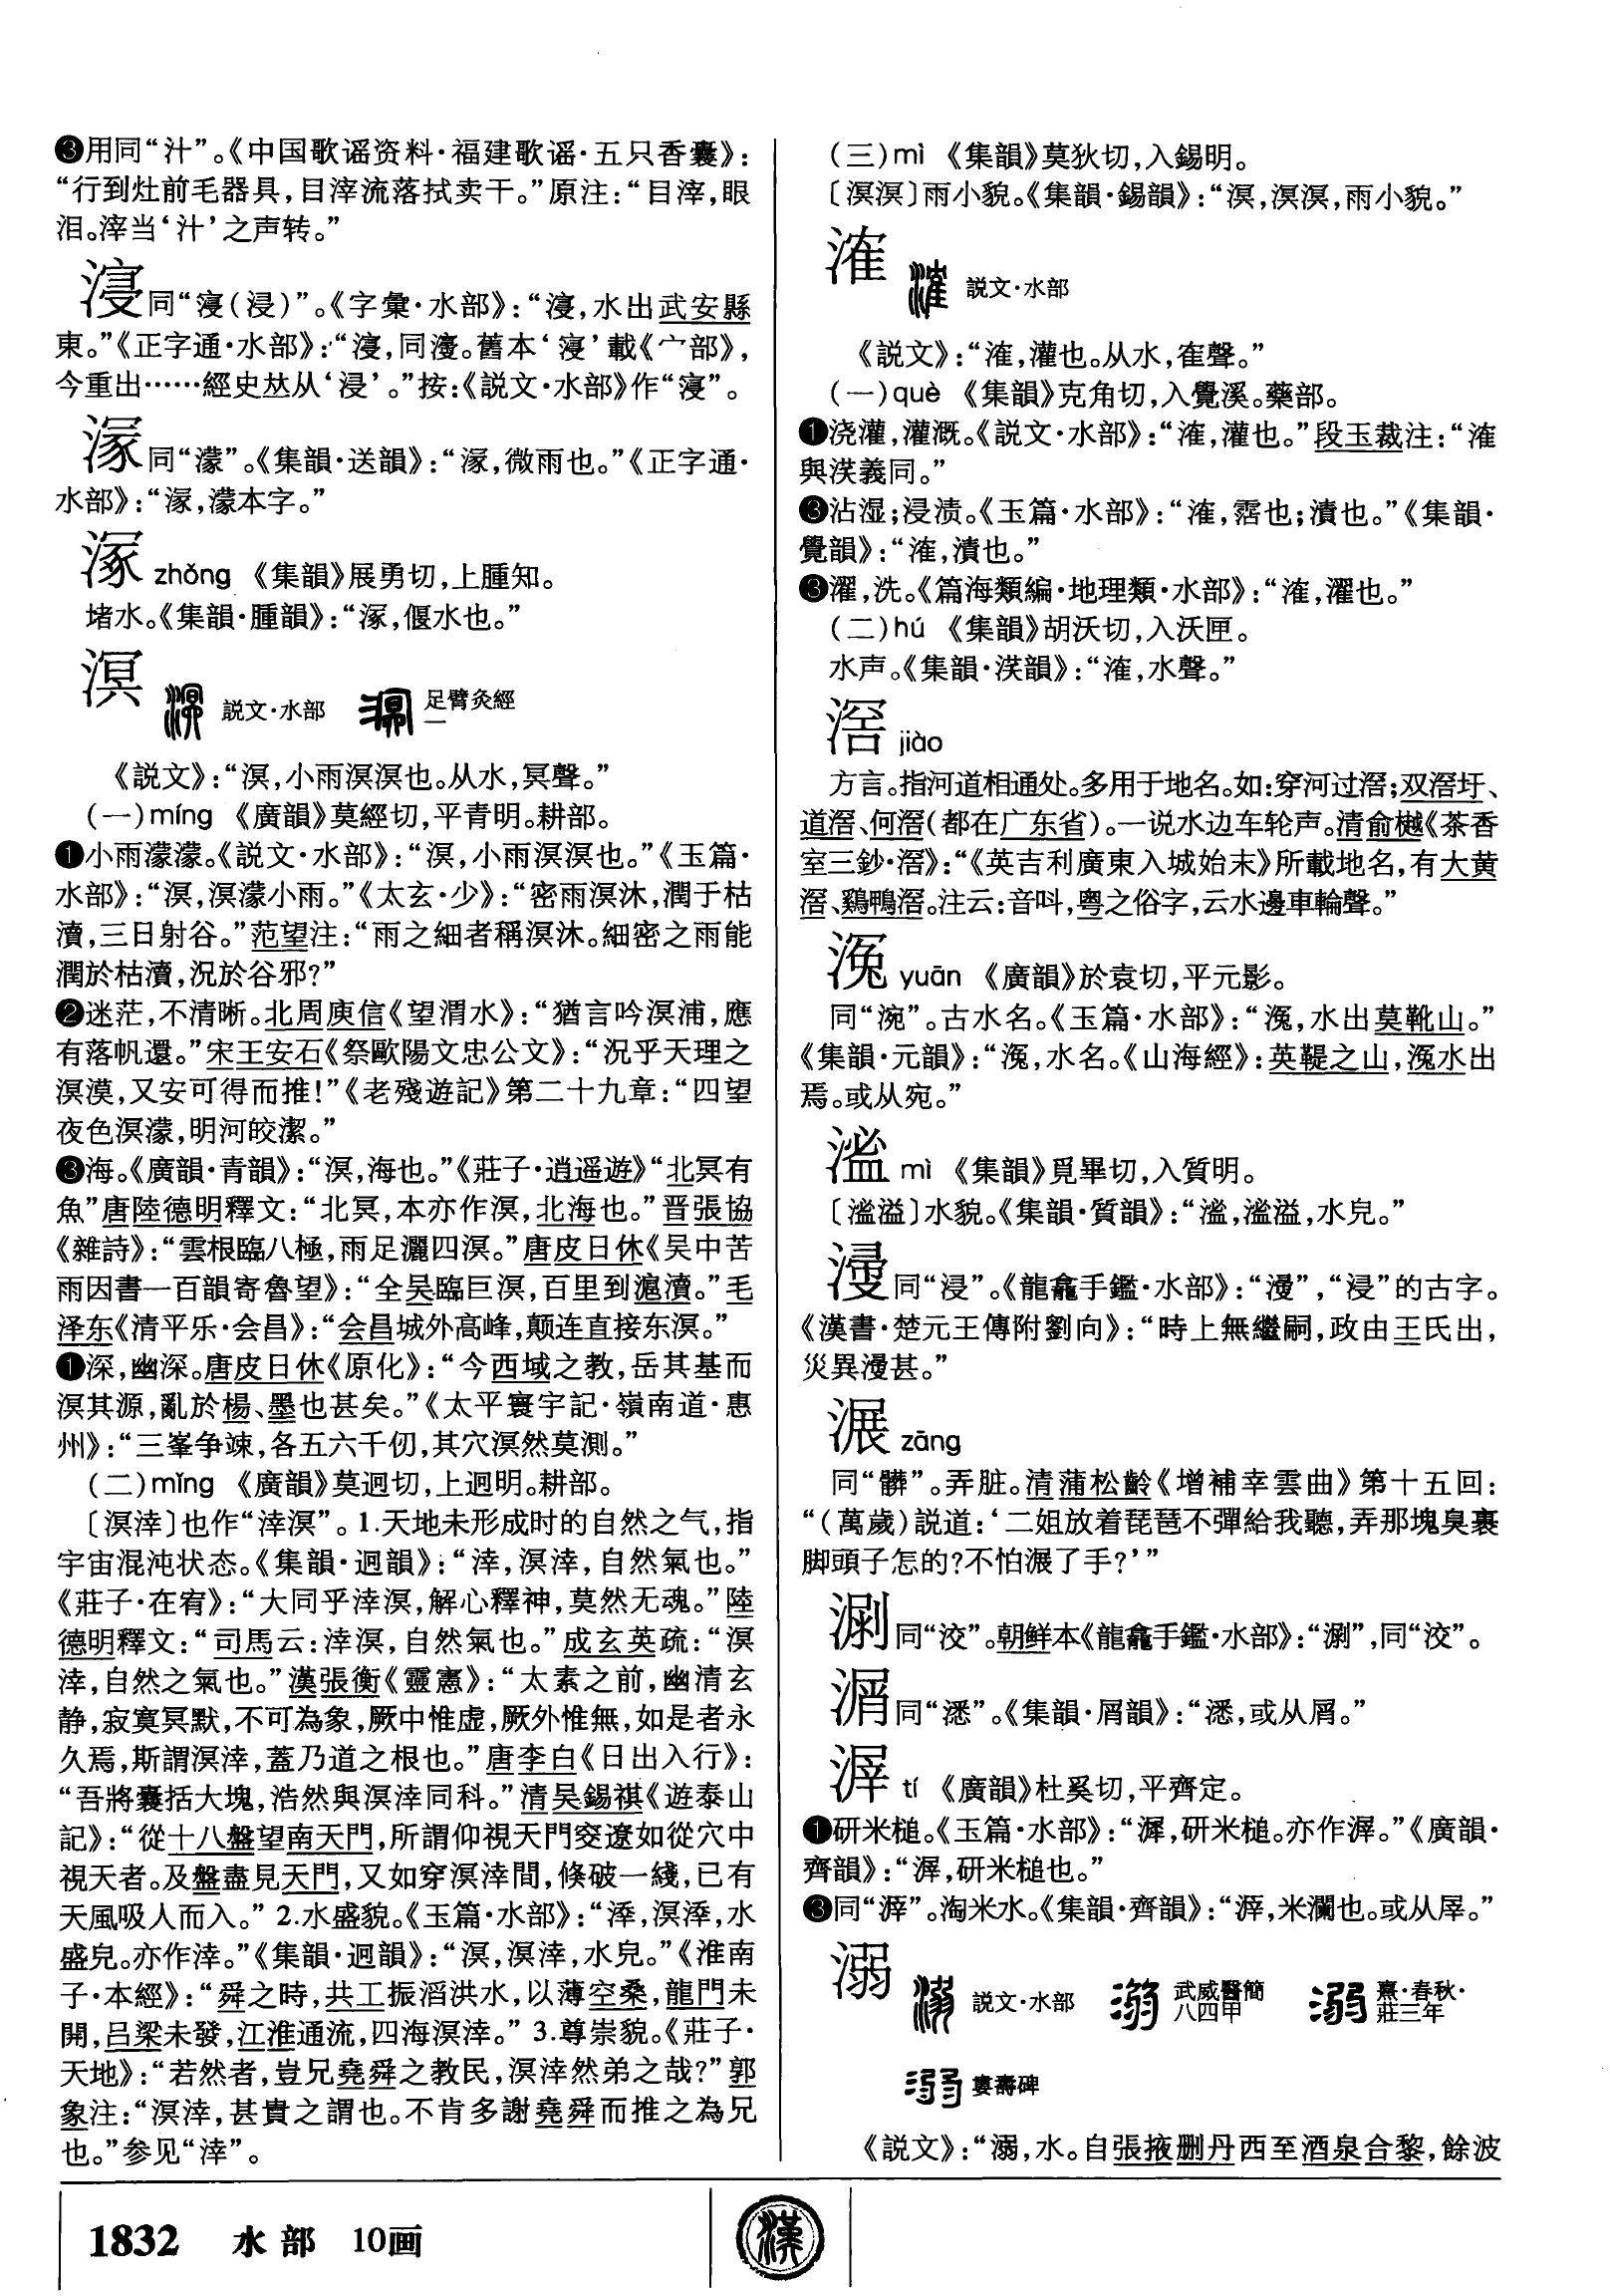 ❸用同“汁”。《中国歌谣资料·福建歌谣·五只香囊》：
“行到灶前毛器具，目滓流落拭卖干。”原注：“目滓，眼
泪。滓当‘汁’之声转。”
同“寖（浸）”。《字彙·水部》：“，水出武安縣
東。”《正字通·水部》：“，同。舊本‘寖’載《宀部》，
今重出……經史夶从‘浸’。”按：《説文·水部》作“”。
同“濛”。《集韻·送韻》：“，微雨也。”《正字通·
水部》：“，濛本字。”
zhǒng 《集韻》展勇切，上腫知。
堵水。《集韻·腫韻》：“，偃水也。”
溟 説文·水部 足臂灸經
一
《説文》：“溟，小雨溟溟也。从水，冥聲。”
（一）míng 《廣韻》莫經切，平青明。耕部。
❶小雨濛濛。《説文·水部》：“溟，小雨溟溟也。”《玉篇·
水部》：“溟，溟濛小雨。”《太玄·少》：“密雨溟沐，潤于枯
瀆，三日射谷。”范望注：“雨之細者稱溟沐。細密之雨能
潤於枯瀆，況於谷邪？”
❷迷茫，不清晰。北周庾信《望渭水》：“猶言吟溟浦，應
有落帆還。”宋王安石《祭歐陽文忠公文》：“況乎天理之
溟漠，又安可得而推！”《老殘遊記》第二十九章：“四望
夜色溟濛，明河皎潔。”
❸海。《廣韻·青韻》：“溟，海也。”《莊子·逍遥遊》“北冥有
魚”唐陸德明釋文：“北冥，本亦作溟，北海也。”晋張協
《雜詩》：“雲根臨八極，雨足灑四溟。”唐皮日休《吴中苦
雨因書一百韻寄魯望》：“全吴臨巨溟，百里到滬瀆。”毛
泽东《清平乐·会昌》：“会昌城外高峰，颠连直接东溟。”
❶深，幽深。唐皮日休《原化》：“今西域之教，岳其基而
溟其源，亂於楊、墨也甚矣。”《太平寰宇記·嶺南道·惠
州》：“三峯争竦，各五六千仞，其穴溟然莫測。”
（二）mǐng 《廣韻》莫迥切，上迥明。耕部。
〔溟涬〕也作“涬溟”。1.天地未形成时的自然之气，指
宇宙混沌状态。《集韻·迥韻》：“涬，溟涬，自然氣也。”
《莊子·在宥》：“大同乎涬溟，解心釋神，莫然无魂。”陸
德明釋文：“司馬云：涬溟，自然氣也。”成玄英疏：“溟
涬，自然之氣也。”漢張衡《靈憲》：“太素之前，幽清玄
静，寂寞冥默，不可為象，厥中惟虚，厥外惟無，如是者永
久焉，斯謂溟涬，蓋乃道之根也。”唐李白《日出入行》：
“吾將囊括大塊，浩然與溟涬同科。”清吴錫祺《遊泰山
記》：“從十八盤望南天門，所謂仰視天門窔遼如從穴中
視天者。及盤盡見天門，又如穿溟涬間，倏破一綫，已有
天風吸人而入。”2.水盛貌。《玉篇·水部》：“，溟，水
盛皃。亦作涬。”《集韻·迥韻》：“溟，溟涬，水皃。”《淮南
子·本經》：“舜之時，共工振滔洪水，以薄空桑，龍門未
開，吕梁未發，江淮通流，四海溟涬。”3.尊崇貌。《莊子·
天地》：“若然者，豈兄堯舜之教民，溟涬然弟之哉？”郭
象注：“溟涬，甚貴之謂也。不肯多謝堯舜而推之為兄
也。”参见“涬”。
（三）mì 《集韻》莫狄切，入錫明。
〔溟溟〕雨小貌。《集韻·錫韻》：“溟，溟溟，雨小貌。”
滩 説文·水部
《説文》：“，灌也。从水，隺聲。”
（一）què 《集韻》克角切，入覺溪。藥部。
❶浇灌，灌溉。《説文·水部》：“，灌也。”段玉裁注：“
與渼義同。”
❸沾湿；浸渍。《玉篇·水部》：“，霑也；漬也。”《集韻·
覺韻》：“，漬也。”
❸濯，洗。《篇海類編·地理類·水部》：“，濯也。”
（二）hú 《集韻》胡沃切，入沃匣。
水声。《集韻·沃韻》：“，水聲。”
滘 jiào
方言。指河道相通处。多用于地名。如：穿河过滘；双滘圩、
道滘、何滘（都在广东省）。一说水边车轮声。清俞樾《茶香
室三鈔·滘》：“《英吉利廣東入城始末》所載地名，有大黄
滘、鷄鴨滘。注云：音呌，粤之俗字，云水邊車輪聲。”
yuān 《廣韻》於袁切，平元影。
同“涴”。古水名。《玉篇·水部》：“，水出莫靴山。”
《集韻·元韻》：“，水名。《山海經》：英鞮之山，水出
焉。或从宛。”
mì 《集韻》覓畢切，入質明。
〔溢〕水貌。《集韻·質韻》：“，溢，水皃。”
同“浸”。《龍龕手鑑·水部》：“”，“浸”的古字。
《漢書·楚元王傳附劉向》：“時上無繼嗣，政由王氏出，
災異甚。”
zāng
同“髒”。弄脏。清蒲松齡《增補幸雲曲》第十五回：
“（萬歲）説道：‘二姐放着琵琶不彈給我聽，弄那塊臭裹
脚頭子怎的？不怕了手？’”
同“洨”。朝鲜本《龍龕手鑑·水部》：“”，同“洨”。
同“”。《集韻·屑韻》：“，或从屑。”
tí 《廣韻》杜奚切，平齊定。
❶研米槌。《玉篇·水部》：“，研米槌。亦作。”《廣韻·
齊韻》：“，研米槌也。”
❸同“”。淘米水。《集韻·齊韻》：“，米瀾也。或从。”
溺 説文·水部 武威醫簡
八四甲 熹·春秋·
莊三年
婁壽碑
《説文》：“溺，水。自張掖删丹西至酒泉合黎，餘波
1832 水部 10画
漢